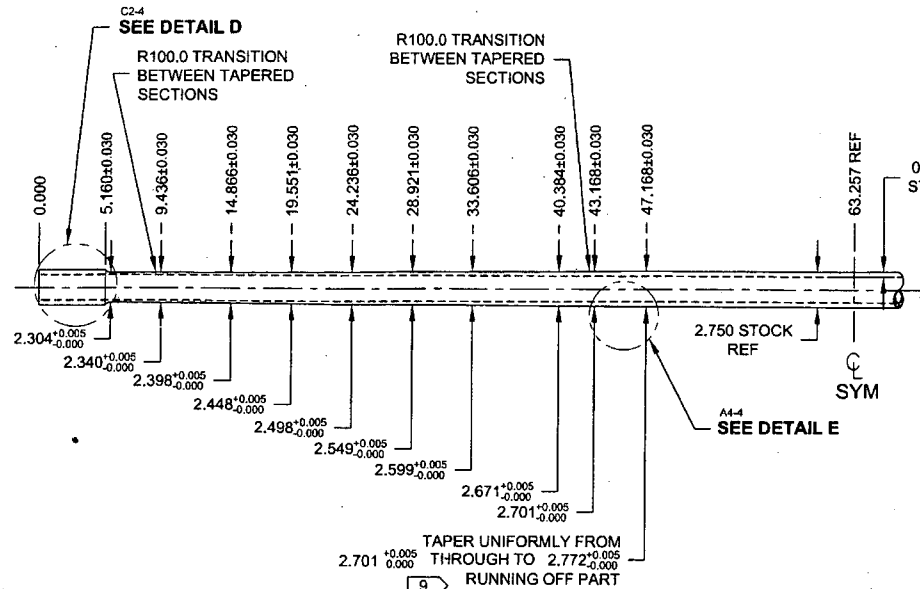 C2-4
SEE DETAIL D
R100.0 TRANSITION
BETWEEN TAPERED
SECTIONS
R100.0 TRANSITION
BETWEEN TAPERED
SECTIONS
0.000
5.160±0.030
9.436±0.030
14.866±0.030
19.551±0.030
24.236±0.030
28.921±0.030
33.606±0.030
40.384±0.030
43.168±0.030
47.168±0.030
63.257 REF
0
S
2.304 +0.005 -0.000
2.340 +0.005 -0.000
2.398 +0.005 -0.000
2.448 +0.005 -0.000
2.498 +0.005 -0.000
2.549 +0.005 -0.000
2.599 +0.005 -0.000
2.671 +0.005 -0.000
2.701 +0.005 -0.000
2.750 STOCK
REF
℄
SYM
A4-4
SEE DETAIL E
TAPER UNIFORMLY FROM
2.701 +0.005 0.000 THROUGH TO 2.772 +0.005 -0.000
9 RUNNING OFF PART